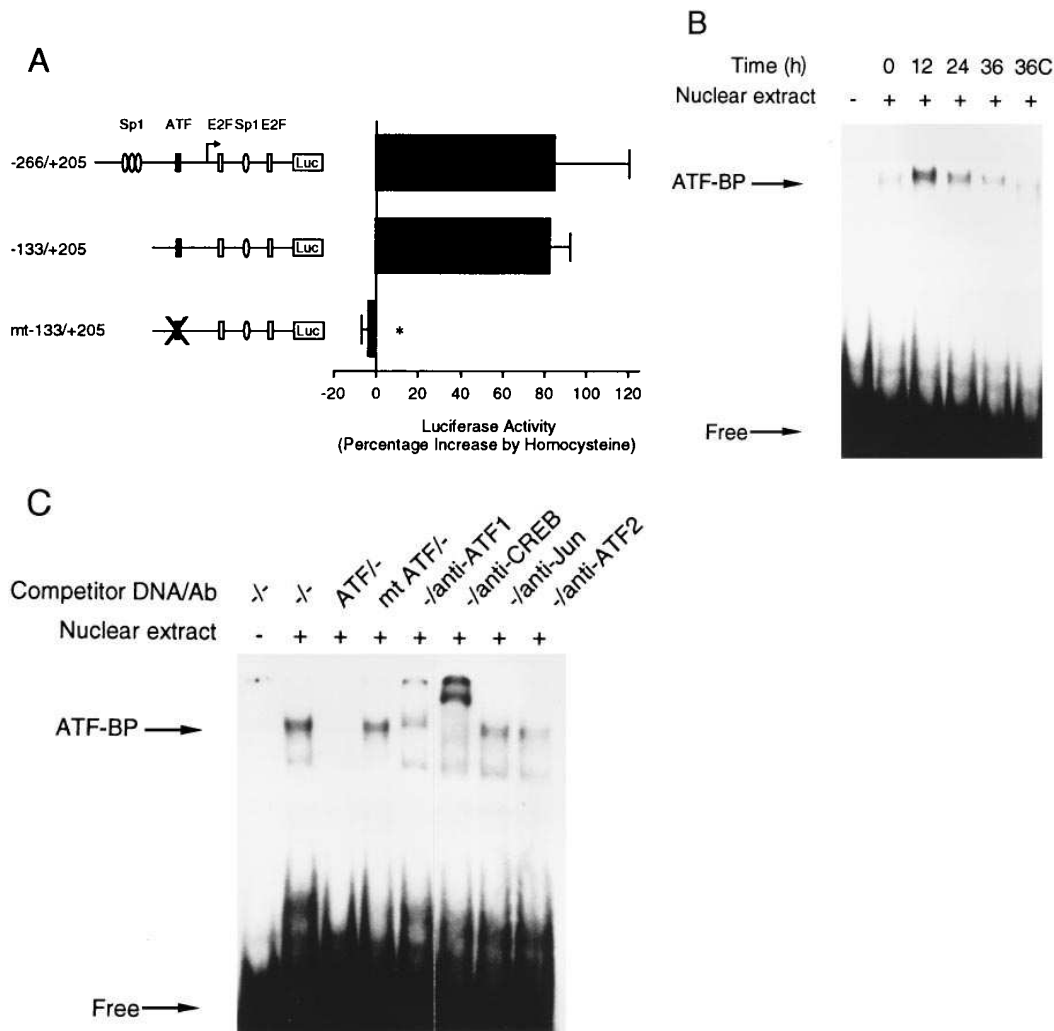 A
Sp1 ATF E2F Sp1 E2F
-266/+205
Luc
-133/+205
Luc
mt-133/+205
Luc
*
-20 0 20 40 60 80 100 120
Luciferase Activity
(Percentage Increase by Homocysteine)
B
Time (h) 0 12 24 36 36C
Nuclear extract - + + + + +
ATF-BP
Free
C
Competitor DNA/Ab -/- -/- ATF/- mt ATF/- -/anti-ATF1 -/anti-CREB -/anti-Jun -/anti-ATF2
Nuclear extract - + + + + + + +
ATF-BP
Free